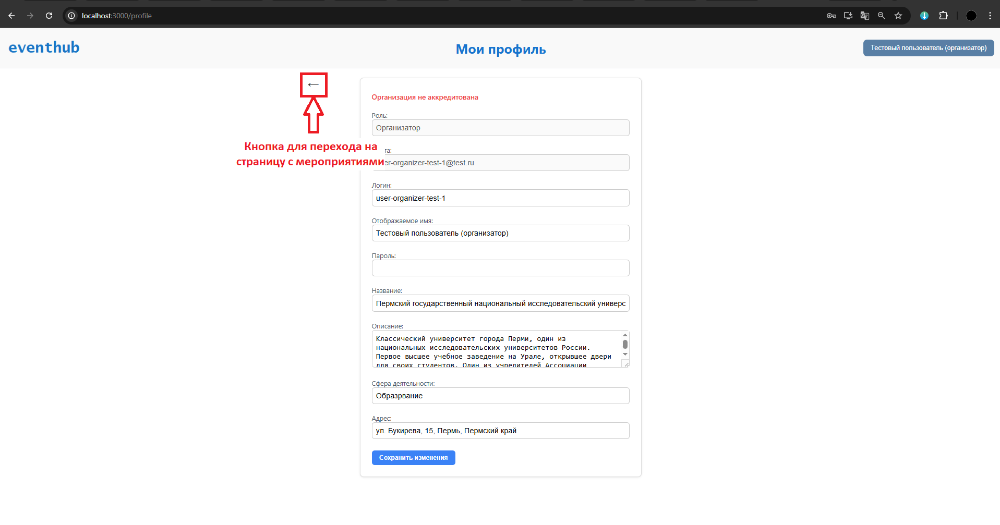 localhost:3000/profile
eventhub
Мои профиль
Тестовый пользователь (организатор)
←
Кнопка для перехода на
страницу с мероприятиями
Организация не аккредитована
Роль:
Организатор
та:
er-organizer-test-1@test.ru
Логин:
user-organizer-test-1
Отображаемое имя:
Тестовый пользователь (организатор)
Пароль:
Название:
Пермский государственный национальный исследовательский универс
Описание:
Классический университет города Перми, один из
национальных исследовательских университетов России.
Первое высшее учебное заведение на Урале, открывшее двери
для своих студентов. Один из учредителей Ассоциации
Сфера деятельности:
Образрвание
Адрес:
ул. Букирева, 15, Пермь, Пермский край
Сохранить изменения